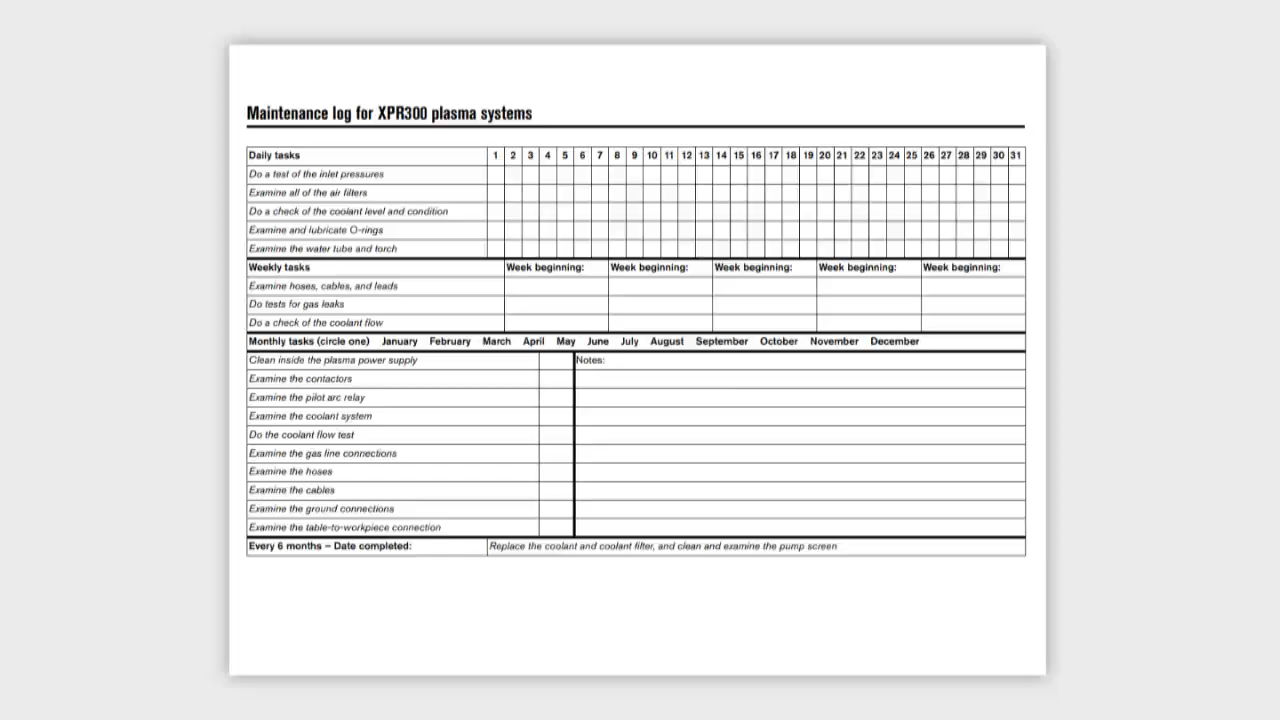 Maintenance log for XPR300 plasma systems
Daily tasks 1 2 3 4 5 6 7 8 9 10 11 12 13 14 15 16 17 18 19 20 21 22 23 24 25 26 27 28 29 30 31
Do a test of the inlet pressures
Examine all of the air filters
Do a check of the coolant level and condition
Examine and lubricate O-rings
Examine the water tube and torch
Weekly tasks Week beginning: Week beginning: Week beginning: Week beginning: Week beginning:
Examine hoses, cables, and leads
Do tests for gas leaks
Do a check of the coolant flow
Monthly tasks (circle one) January February March April May June July August September October November December
Clean inside the plasma power supply Notes:
Examine the contactors
Examine the pilot arc relay
Examine the coolant system
Do the coolant flow test
Examine the gas line connections
Examine the hoses
Examine the cables
Examine the ground connections
Examine the table-to-workpiece connection
Every 6 months – Date completed: Replace the coolant and coolant filter, and clean and examine the pump screen